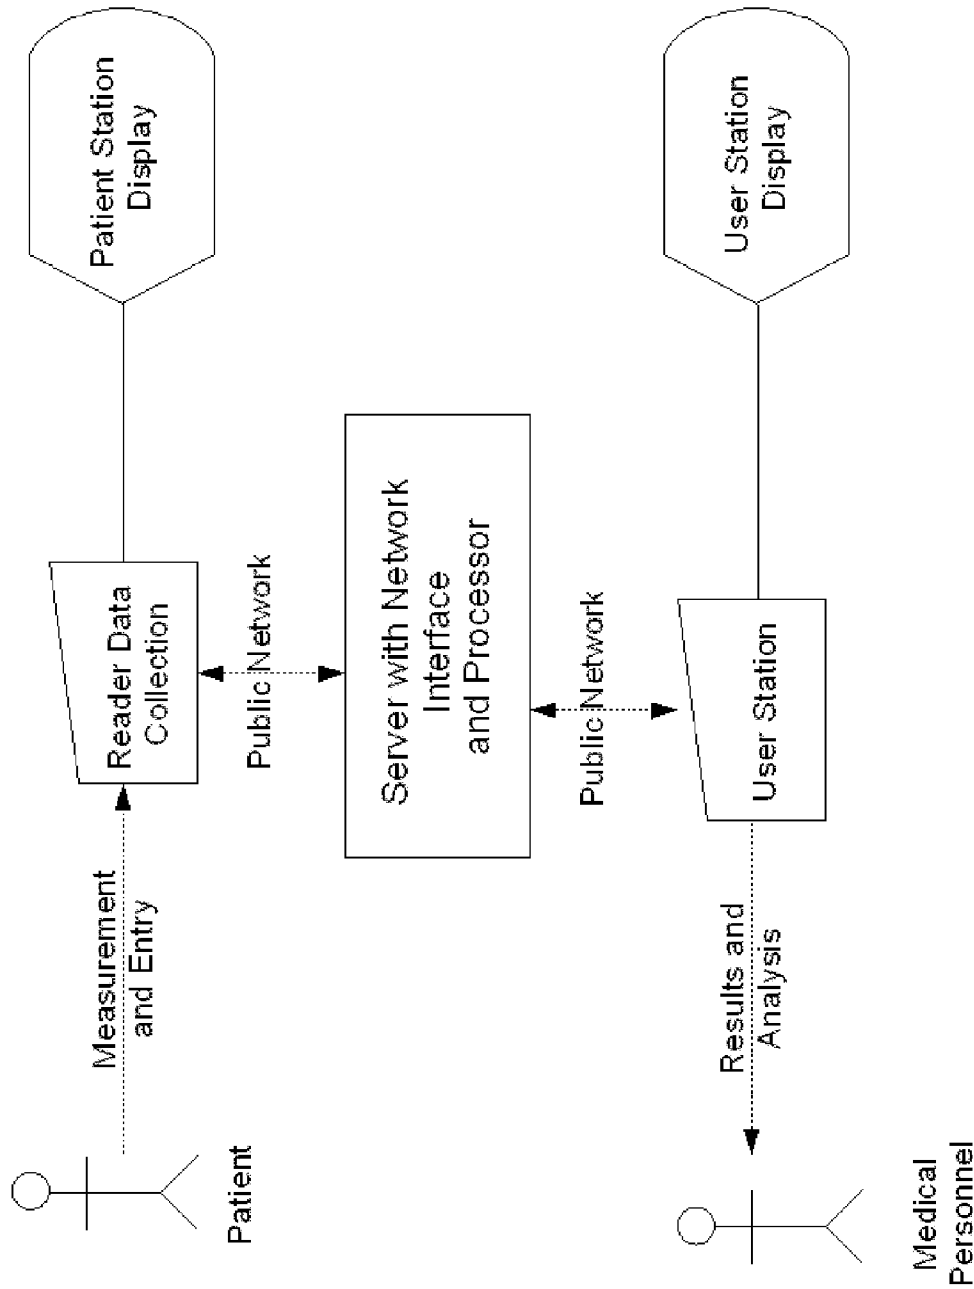 Patient Station
Display
Reader Data
Collection
Measurement
and Entry
Patient
Public Network
Server with Network
Interface
and Processor
Public Network
User Station
Display
User Station
Results and
Analysis
Medical
Personnel